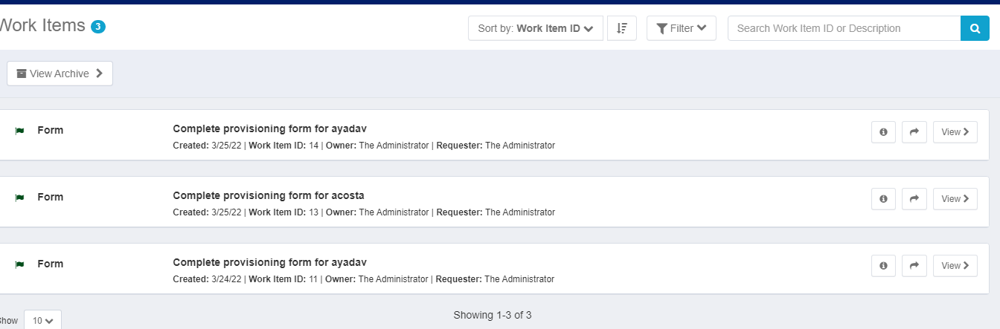 Work Items 3
Sort by: Work Item ID
Filter
Search Work Item ID or Description
View Archive
Form
Complete provisioning form for ayadav
Created: 3/25/22 | Work Item ID: 14 | Owner: The Administrator | Requester: The Administrator
View
Form
Complete provisioning form for acosta
Created: 3/25/22 | Work Item ID: 13 | Owner: The Administrator | Requester: The Administrator
View
Form
Complete provisioning form for ayadav
Created: 3/24/22 | Work Item ID: 11 | Owner: The Administrator | Requester: The Administrator
View
Show 10
Showing 1-3 of 3